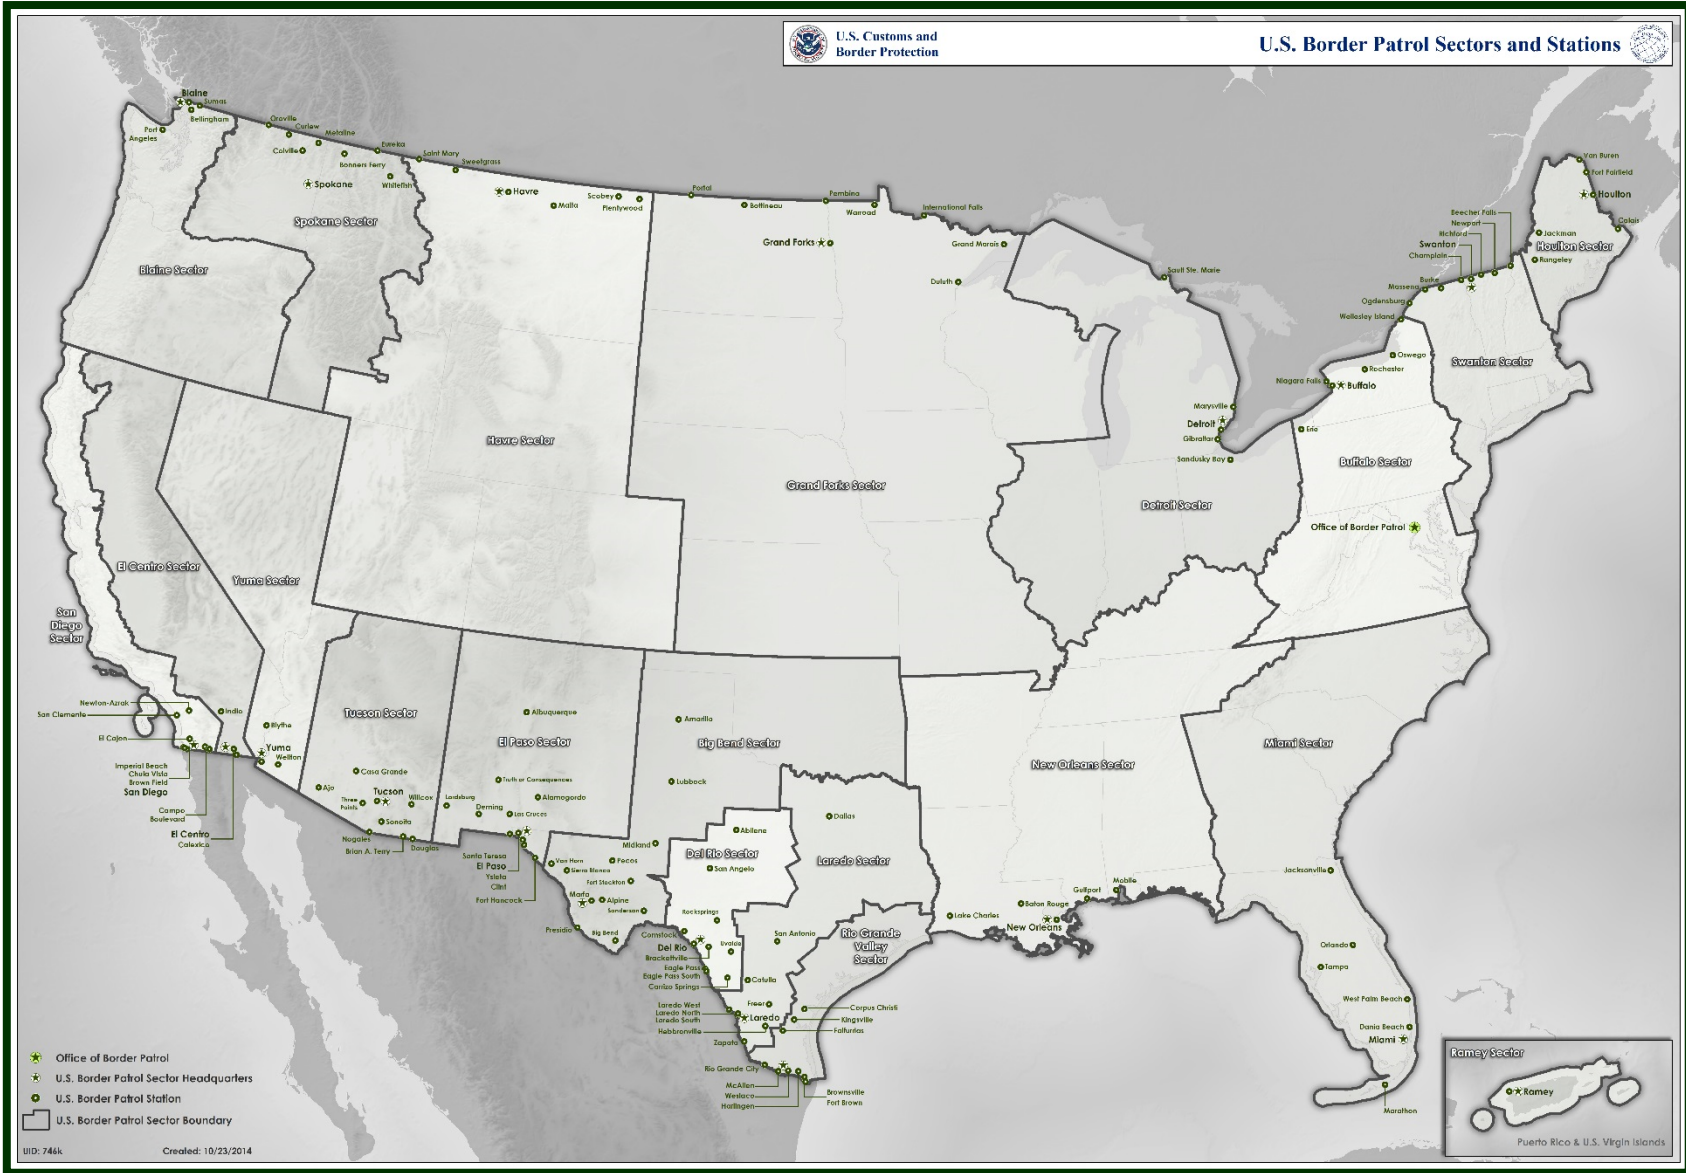 U.S. Customs and
Border Protection
U.S. Border Patrol Sectors and Stations
Blaine
Sumas
Bellingham
Port
Angeles
Oroville
Curlew
Metaline
Colville
Bonners Ferry
Eureka
Whitefish
Spokane
Spokane Sector
Blaine Sector
Saint Mary
Sweetgrass
Havre
Malta
Scobey
Plentywood
Havre Sector
Portal
Bottineau
Pembina
Warroad
International Falls
Grand Forks
Grand Marais
Duluth
Grand Forks Sector
Sault Ste. Marie
Marysville
Detroit
Gibraltar
Sandusky Bay
Detroit Sector
Van Buren
Fort Fairfield
Houlton
Calais
Jackman
Houlton Sector
Rangeley
Beecher Falls
Newport
Richford
Swanton
Champlain
Burke
Massena
Ogdensburg
Wellesley Island
Swanton Sector
Oswego
Rochester
Niagara Falls
Buffalo
Erie
Buffalo Sector
Office of Border Patrol
San
Diego
Sector
El Centro Sector
Yuma Sector
Newton-Azrak
San Clemente
El Cajon
Imperial Beach
Chula Vista
Brown Field
San Diego
Campo
Boulevard
El Centro
Calexico
Indio
Blythe
Yuma
Wellton
Tucson Sector
Casa Grande
Ajo
Three
Points
Tucson
Willcox
Sonoita
Nogales
Brian A. Terry
Douglas
El Paso Sector
Albuquerque
Truth or Consequences
Alamogordo
Lordsburg
Deming
Las Cruces
Santa Teresa
El Paso
Ysleta
Clint
Fort Hancock
Big Bend Sector
Amarillo
Lubbock
Midland
Van Horn
Pecos
Sierra Blanca
Fort Stockton
Marfa
Alpine
Sanderson
Presidio
Big Bend
Del Rio Sector
Abilene
San Angelo
Rocksprings
Comstock
Del Rio
Uvalde
Brackettville
Eagle Pass
Eagle Pass South
Carrizo Springs
Laredo Sector
Dallas
San Antonio
Cotulla
Freer
Laredo West
Laredo North
Laredo South
Laredo
Hebbronville
Zapata
Rio Grande
Valley
Sector
Corpus Christi
Kingsville
Falfurrias
Rio Grande City
McAllen
Weslaco
Harlingen
Brownsville
Fort Brown
New Orleans Sector
Lake Charles
Baton Rouge
New Orleans
Gulfport
Mobile
Miami Sector
Jacksonville
Orlando
Tampa
West Palm Beach
Dania Beach
Miami
Marathon
Ramey Sector
Ramey
Puerto Rico & U.S. Virgin Islands
Office of Border Patrol
U.S. Border Patrol Sector Headquarters
U.S. Border Patrol Station
U.S. Border Patrol Sector Boundary
UID: 746k
Created: 10/23/2014